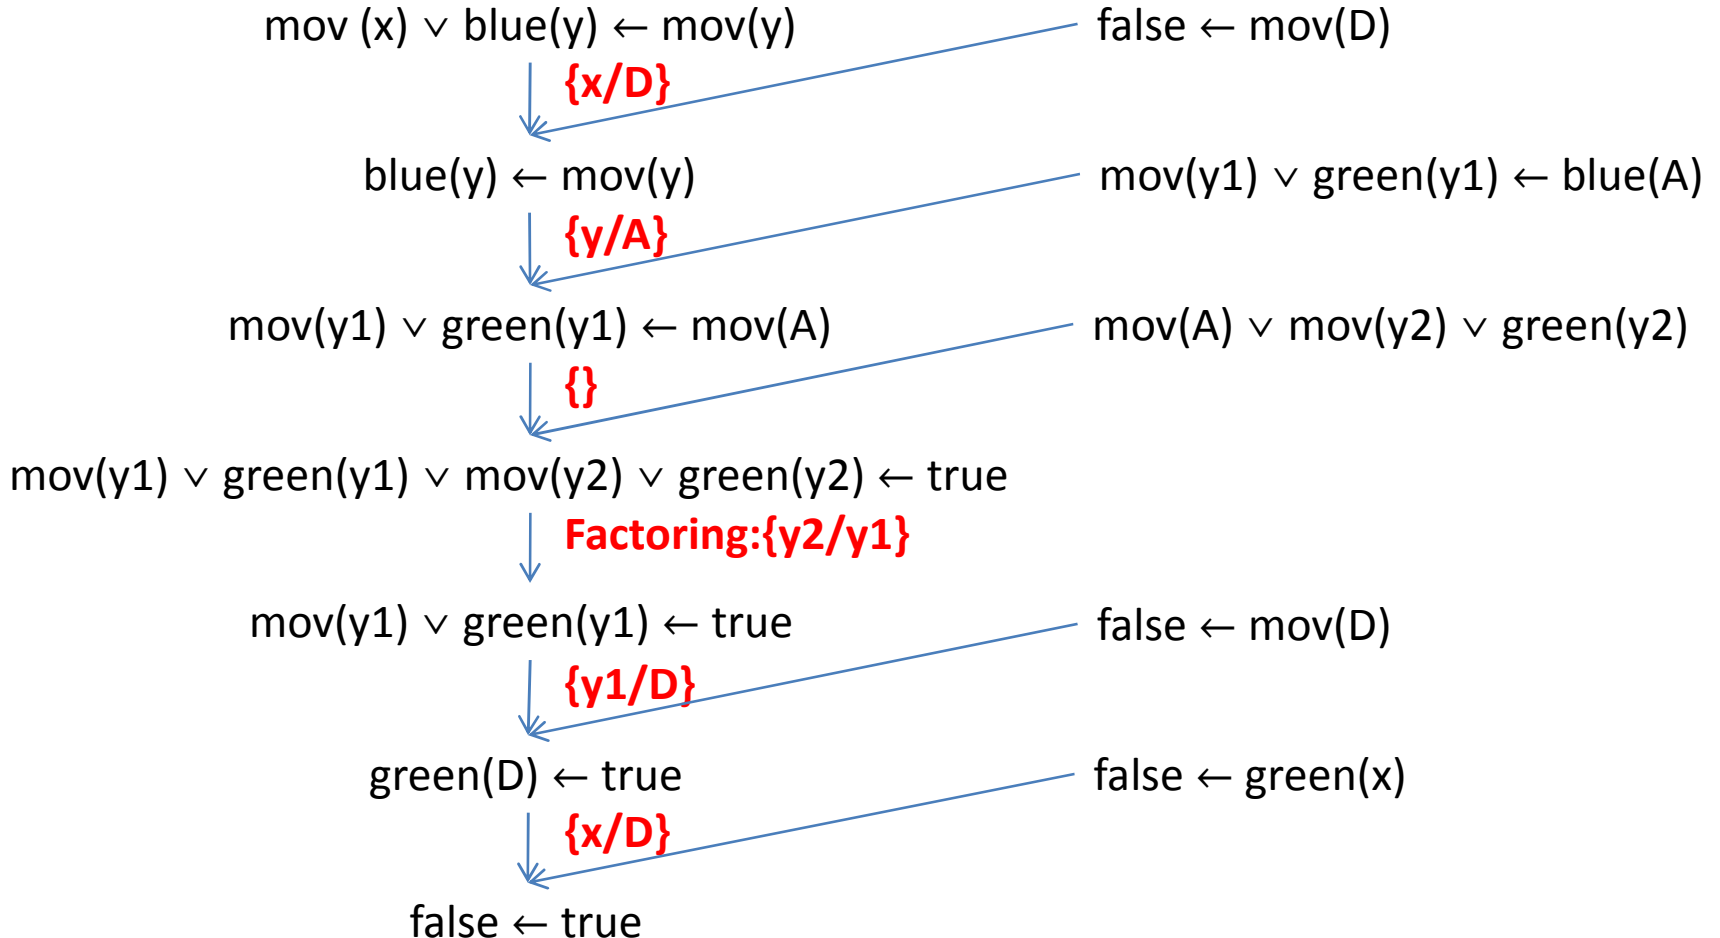 mov (x) ∨ blue(y) ← mov(y) false ← mov(D)
{x/D}
blue(y) ← mov(y) mov(y1) ∨ green(y1) ← blue(A)
{y/A}
mov(y1) ∨ green(y1) ← mov(A) mov(A) ∨ mov(y2) ∨ green(y2)
{}
mov(y1) ∨ green(y1) ∨ mov(y2) ∨ green(y2) ← true
Factoring:{y2/y1}
mov(y1) ∨ green(y1) ← true false ← mov(D)
{y1/D}
green(D) ← true false ← green(x)
{x/D}
false ← true